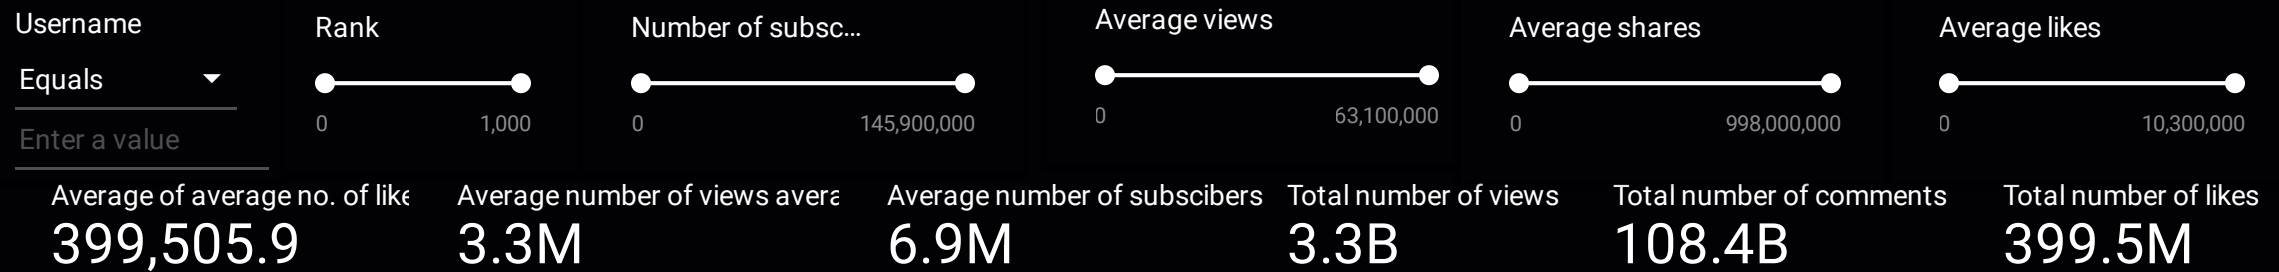 Username
Rank
Number of subsc...
Average views
Average shares
Average likes
Equals
0
1,000
0
145,900,000
0
63,100,000
0
998,000,000
0
10,300,000
Enter a value
Average of average no. of like
Average number of views avera
Average number of subscibers
Total number of views
Total number of comments
Total number of likes
399,505.9
3.3M
6.9M
3.3B
108.4B
399.5M